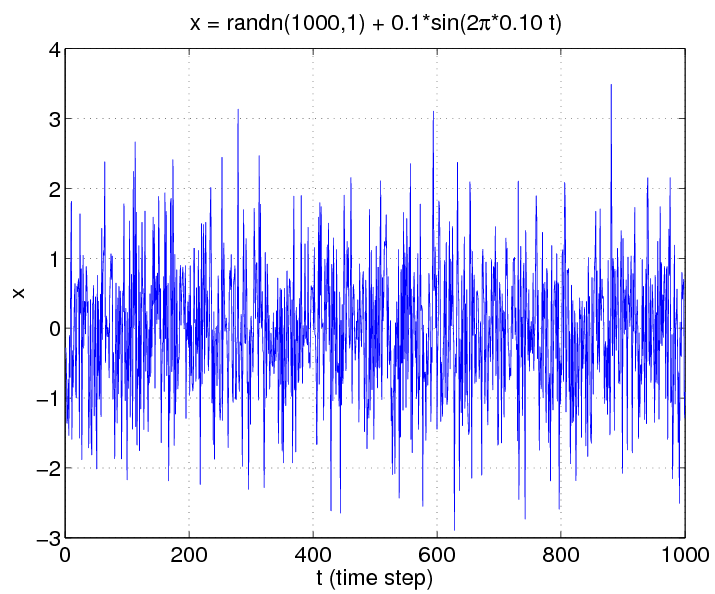 x = randn(1000,1) + 0.1*sin(2π*0.10 t)
4
3
2
1
0
−1
−2
−3
x
0 200 400 600 800 1000
t (time step)